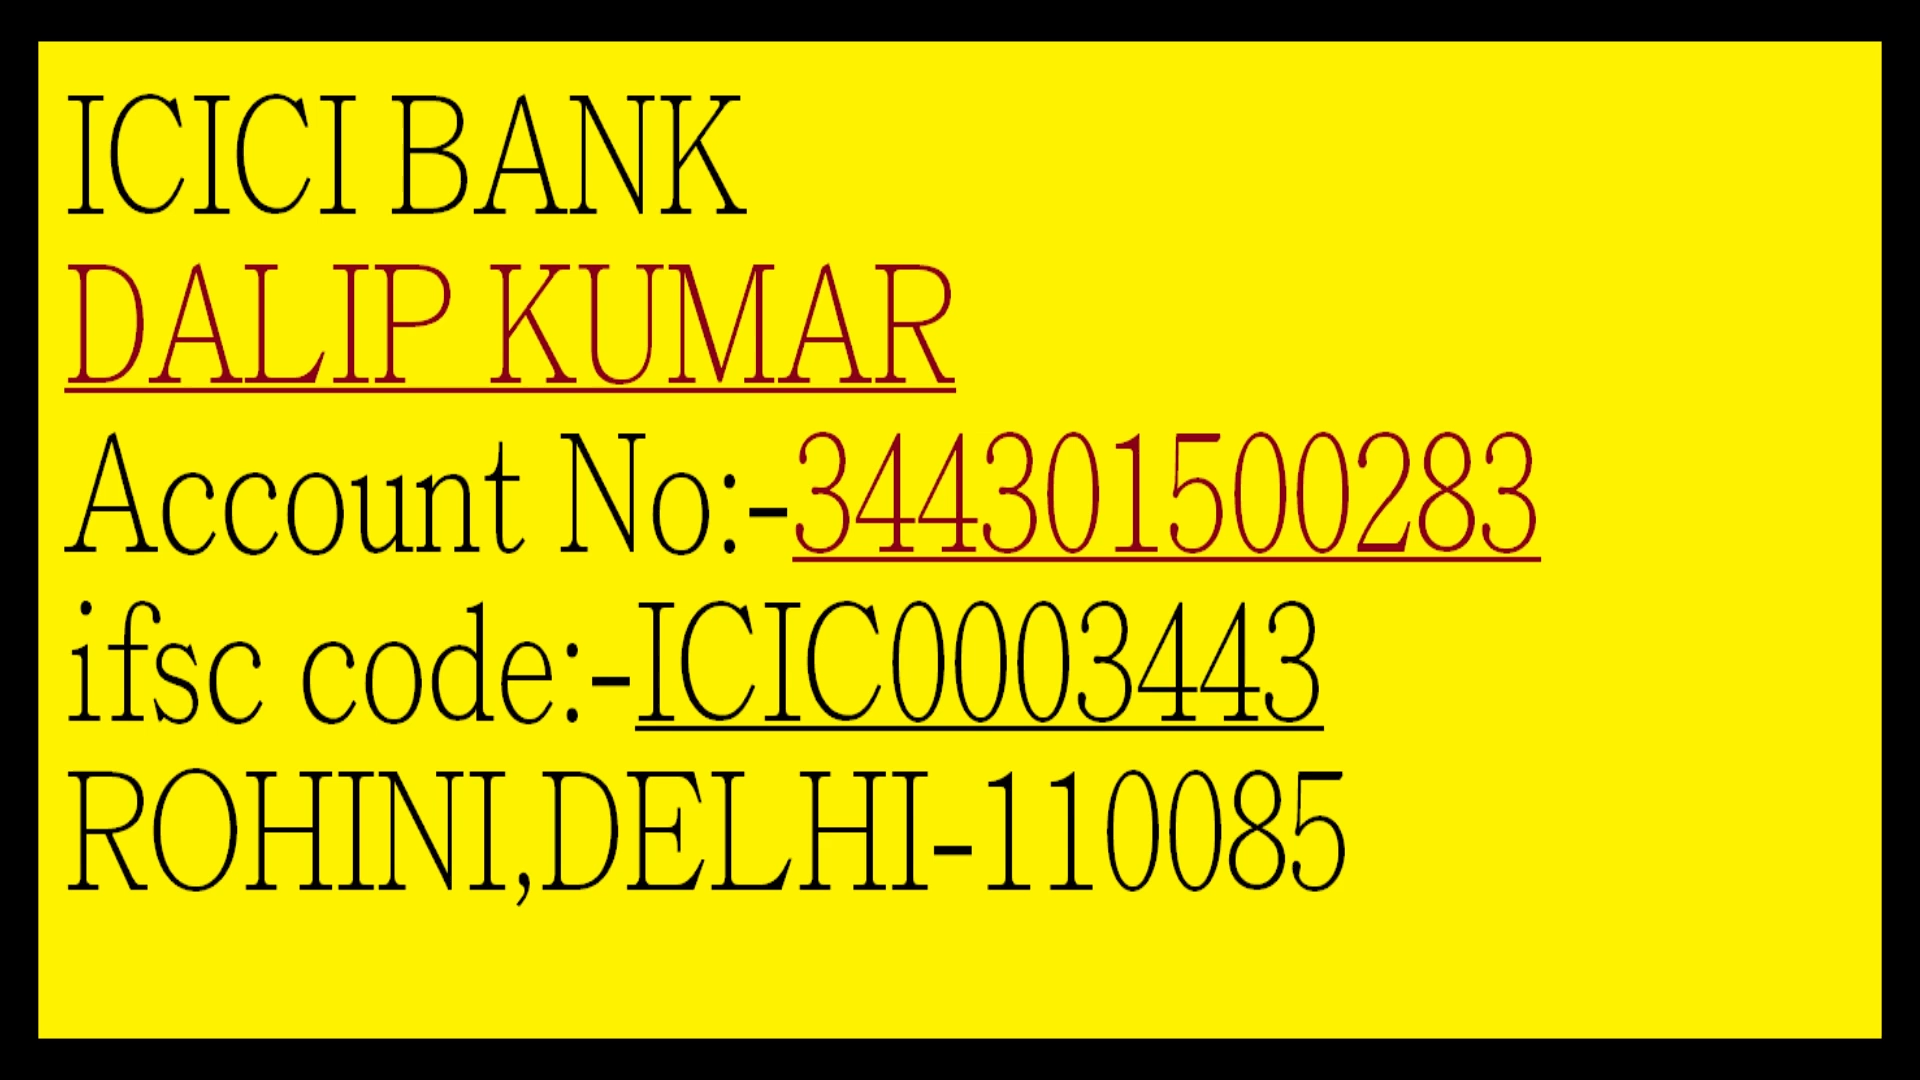 ICICI BANK
DALIP KUMAR
Account No:-344301500283
ifsc code:-ICIC0003443
ROHINI,DELHI-110085